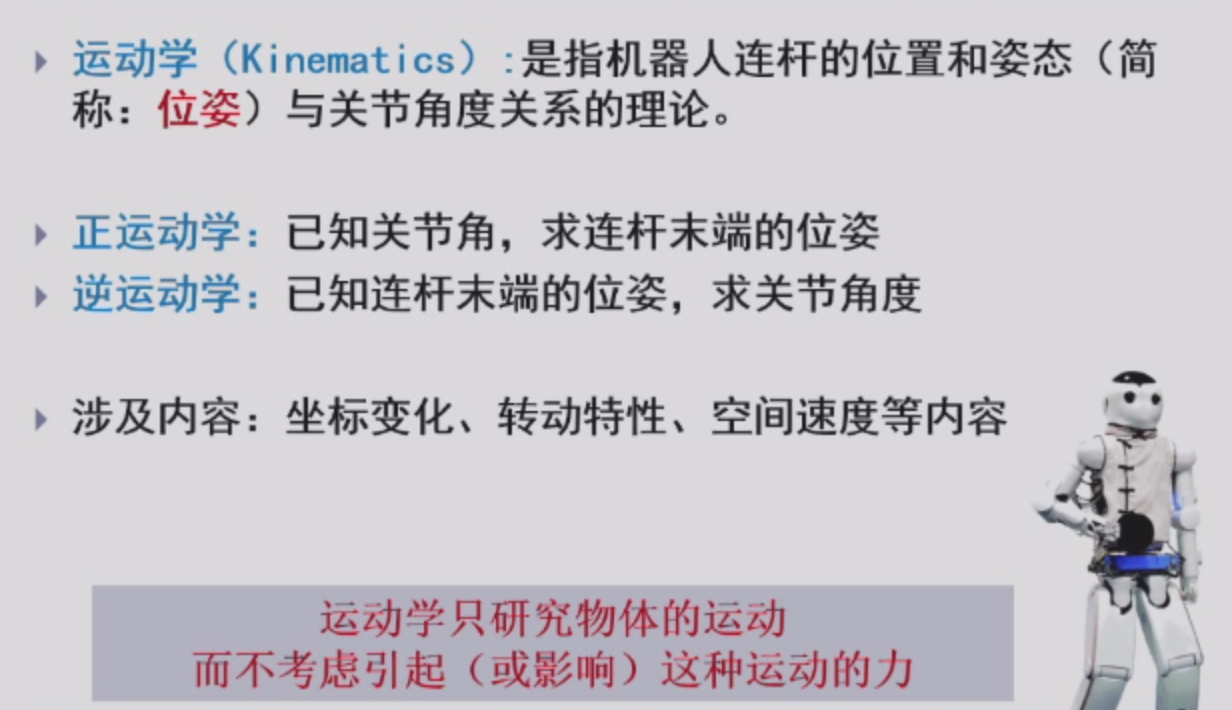 运动学（Kinematics）:是指机器人连杆的位置和姿态（简
称：位姿）与关节角度关系的理论。
正运动学：已知关节角，求连杆末端的位姿
逆运动学：已知连杆末端的位姿，求关节角度
涉及内容：坐标变化、转动特性、空间速度等内容
运动学只研究物体的运动
而不考虑引起（或影响）这种运动的力